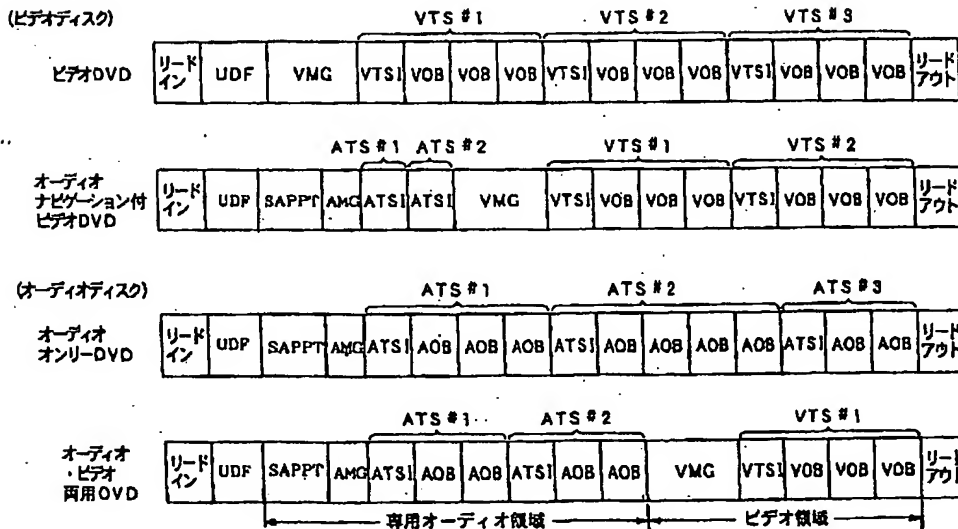 (ビデオディスク)
VTS #1 VTS #2 VTS #3
ビデオDVD
リードイン UDF VMG VTSI VOB VOB VOB VTSI VOB VOB VOB VTSI VOB VOB VOB リードアウト
ATS #1 ATS #2 VTS #1 VTS #2
オーディオ
ナビゲーション付
ビデオDVD
リードイン UDF SAPPT AMG ATSI ATSI VMG VTSI VOB VOB VOB VTSI VOB VOB VOB リードアウト
(オーディオディスク)
ATS #1 ATS #2 ATS #3
オーディオ
オンリーDVD
リードイン UDF SAPPT AMG ATSI AOB AOB AOB ATSI AOB AOB AOB AOB ATSI AOB AOB リードアウト
ATS #1 ATS #2 VTS #1
オーディオ
・ビデオ
両用DVD
リードイン UDF SAPPT AMG ATSI AOB AOB ATSI AOB AOB VMG VTSI VOB VOB VOB リードアウト
専用オーディオ領域 ビデオ領域